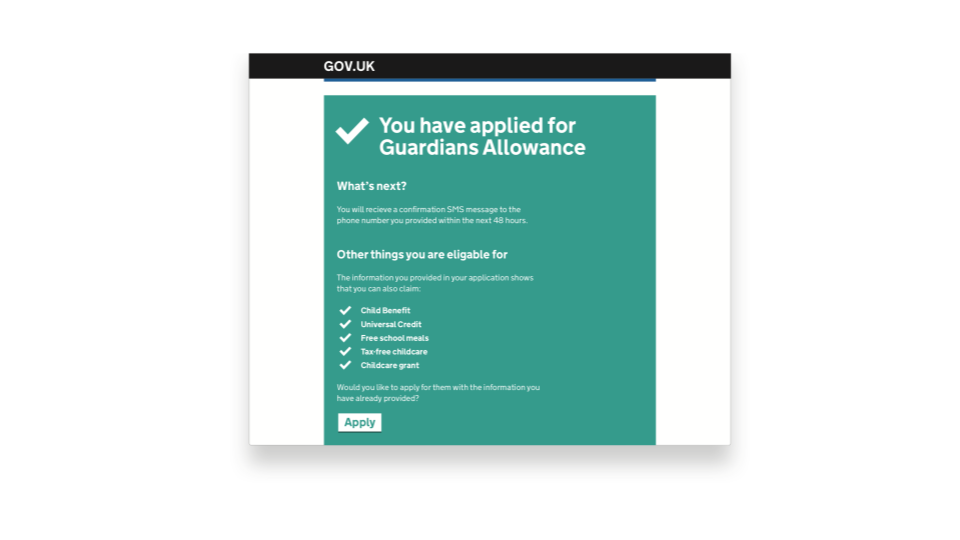 GOV.UK
You have applied for
Guardians Allowance
What's next?
You will recieve a confirmation SMS message to the
phone number you provided within the next 48 hours.
Other things you are eligable for
The information you provided in your application shows
that you can also claim:
Child Benefit
Universal Credit
Free school meals
Tax-free childcare
Childcare grant
Would you like to apply for them with the information you
have already provided?
Apply